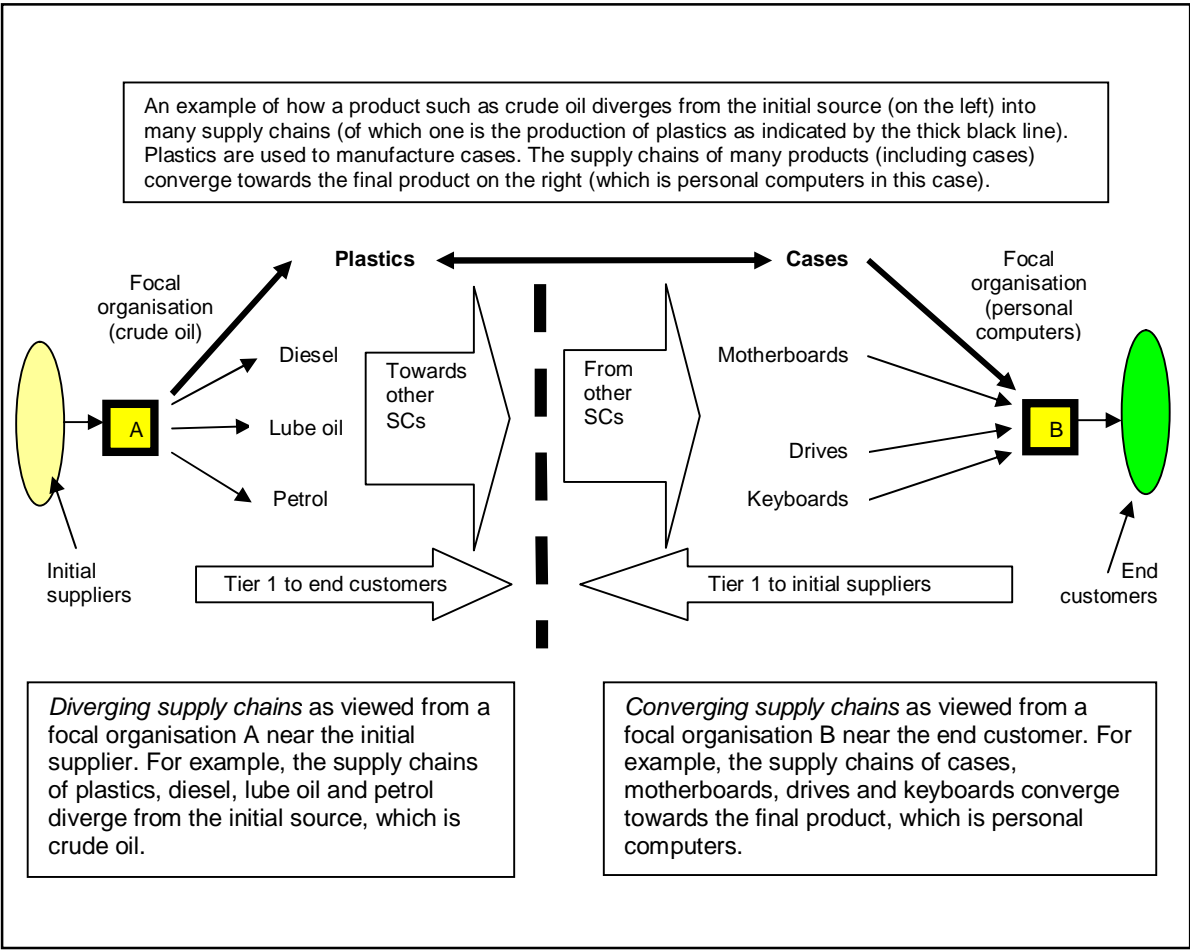 An example of how a product such as crude oil diverges from the initial source (on the left) into
many supply chains (of which one is the production of plastics as indicated by the thick black line).
Plastics are used to manufacture cases. The supply chains of many products (including cases)
converge towards the final product on the right (which is personal computers in this case).
Plastics
Cases
Focal
organisation
(crude oil)
Focal
organisation
(personal
computers)
Diesel
Lube oil
Petrol
Towards
other
SCs
From
other
SCs
Motherboards
Drives
Keyboards
A
B
Initial
suppliers
Tier 1 to end customers
Tier 1 to initial suppliers
End
customers
Diverging supply chains as viewed from a
focal organisation A near the initial
supplier. For example, the supply chains
of plastics, diesel, lube oil and petrol
diverge from the initial source, which is
crude oil.
Converging supply chains as viewed from a
focal organisation B near the end customer. For
example, the supply chains of cases,
motherboards, drives and keyboards converge
towards the final product, which is personal
computers.